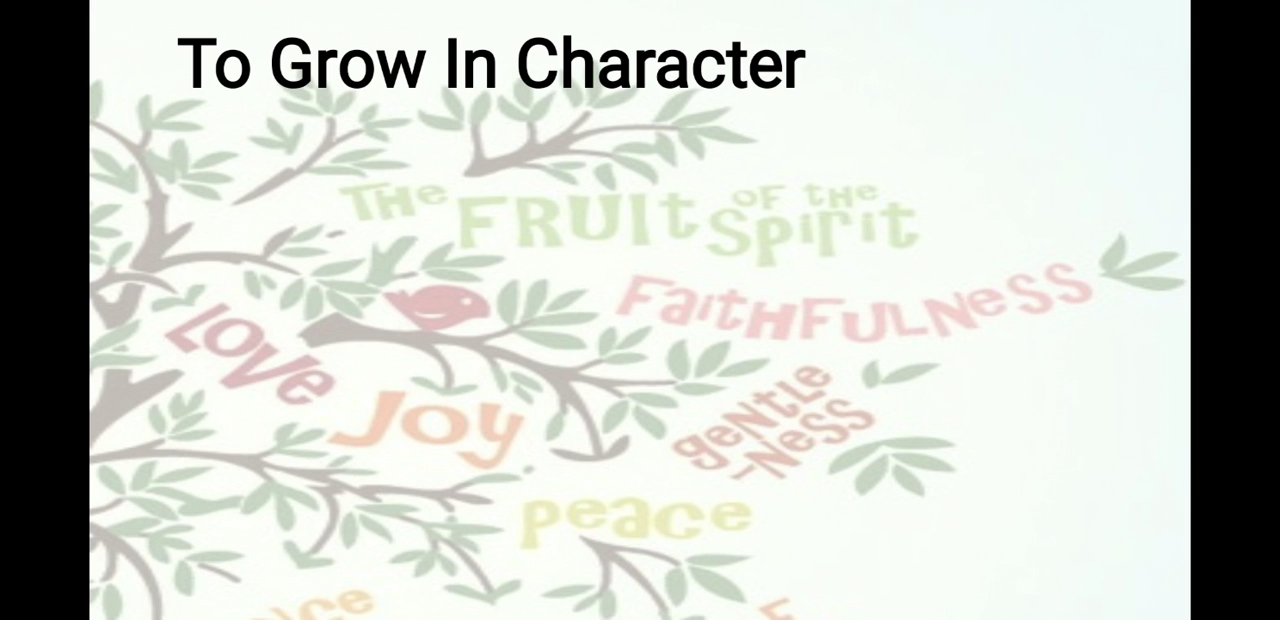 To Grow In Character
THE FRUIt OF tHE Spirit
FaitHFULNeSS
LOVe
geNtLe
-NeSS
Joy
peace